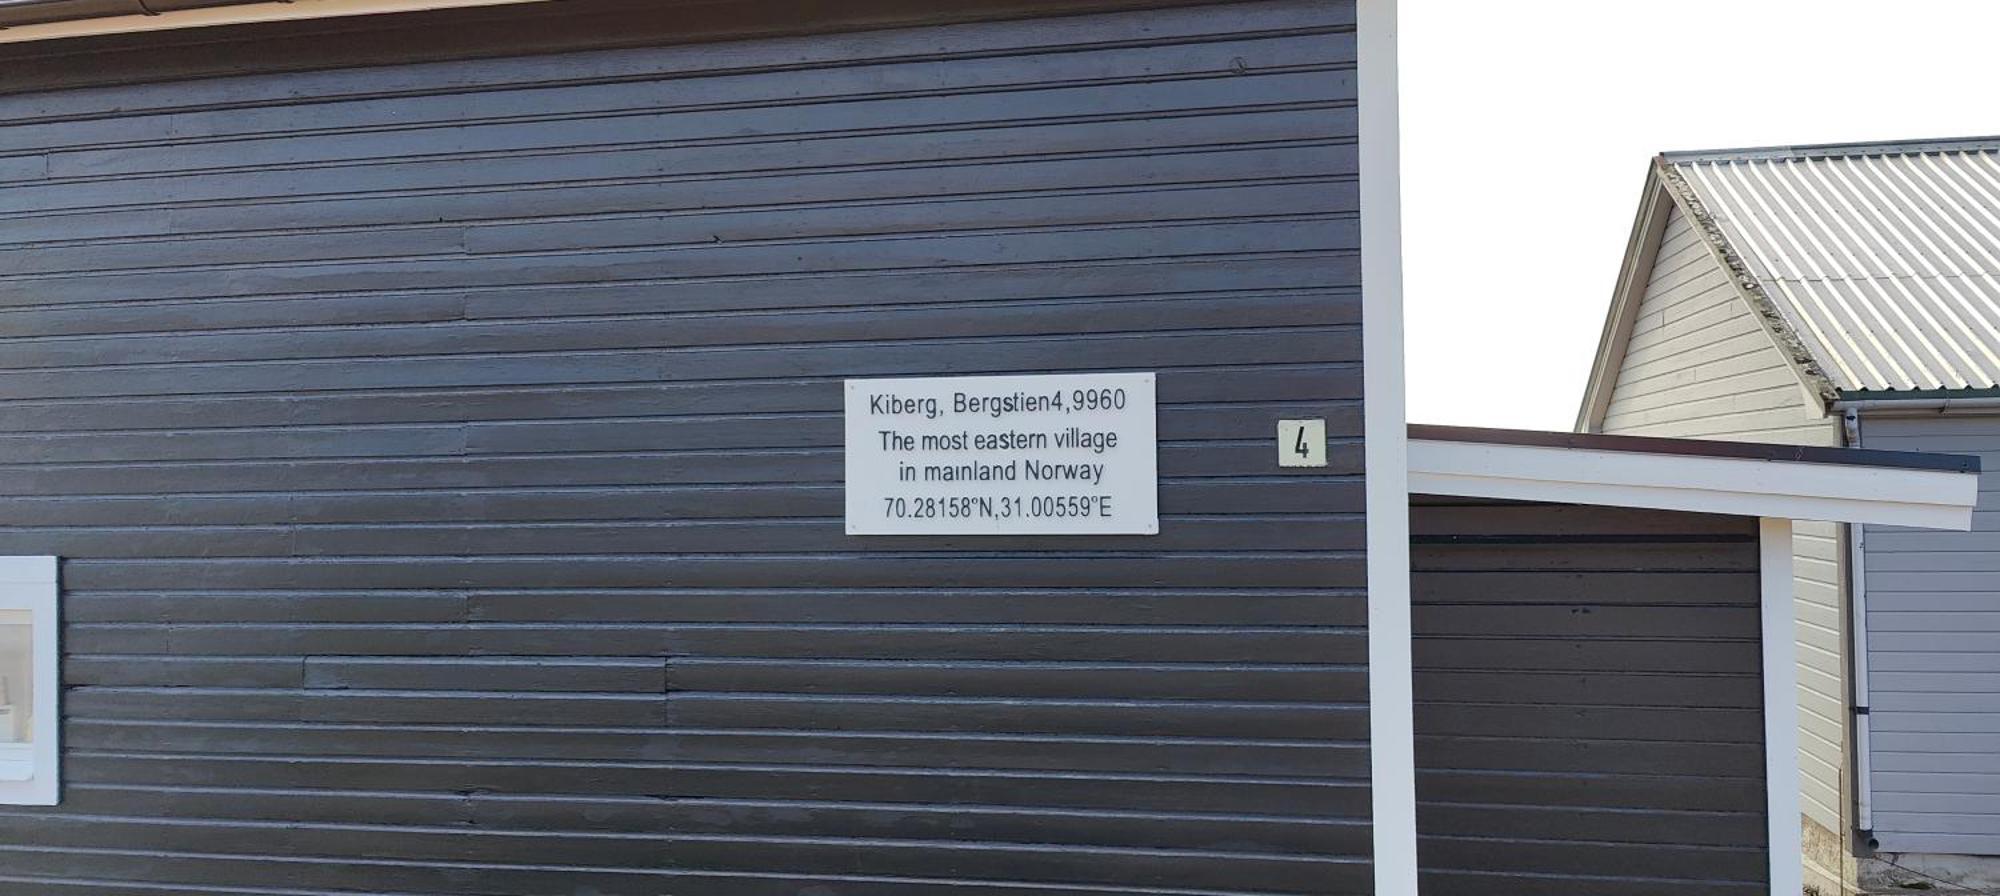 Kiberg, Bergstien4,9960
The most eastern village
in mainland Norway
70.28158°N,31.00559°E
4